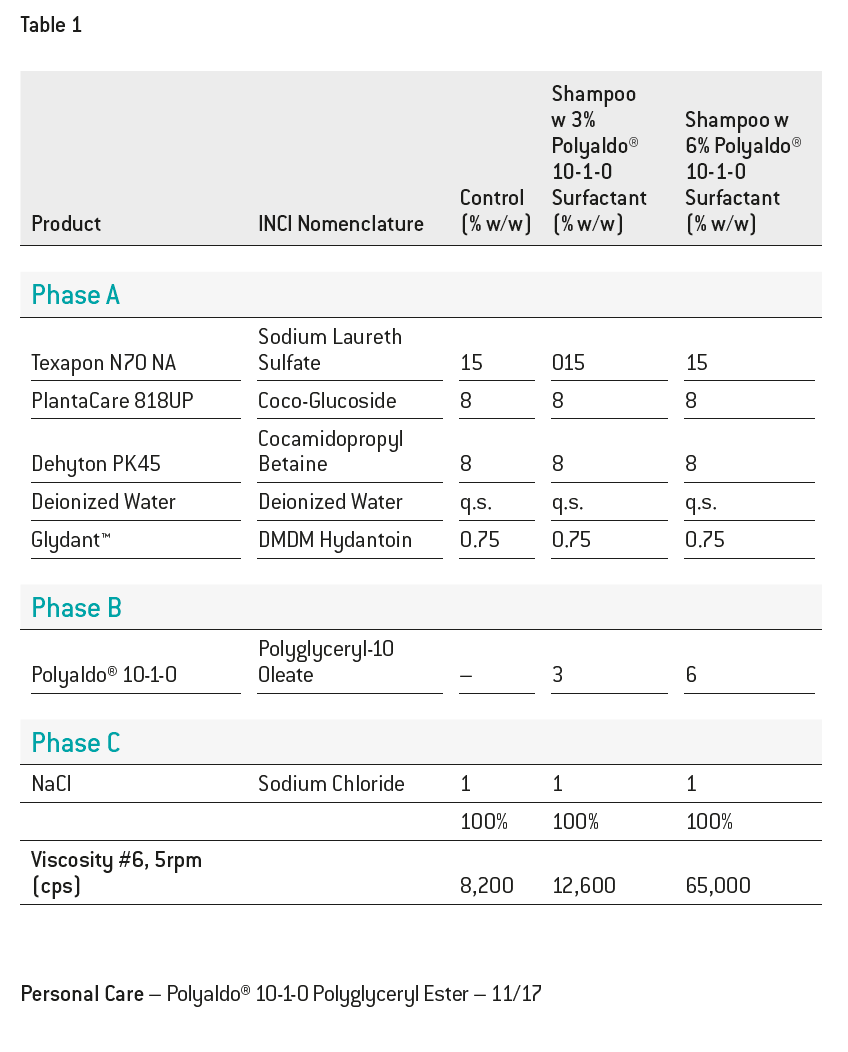 Table 1
Shampoo
w 3% Shampoo w
Polyaldo® 6% Polyaldo®
10-1-0 10-1-0
Control Surfactant Surfactant
Product INCI Nomenclature (% w/w) (% w/w) (% w/w)
Phase A
Sodium Laureth
Texapon N70 NA Sulfate 15 015 15
PlantaCare 818UP Coco-Glucoside 8 8 8
Cocamidopropyl
Dehyton PK45 Betaine 8 8 8
Deionized Water Deionized Water q.s. q.s. q.s.
Glydant™ DMDM Hydantoin 0.75 0.75 0.75
Phase B
Polyglyceryl-10
Polyaldo® 10-1-0 Oleate – 3 6
Phase C
NaCl Sodium Chloride 1 1 1
100% 100% 100%
Viscosity #6, 5rpm
(cps) 8,200 12,600 65,000
Personal Care – Polyaldo® 10-1-0 Polyglyceryl Ester – 11/17